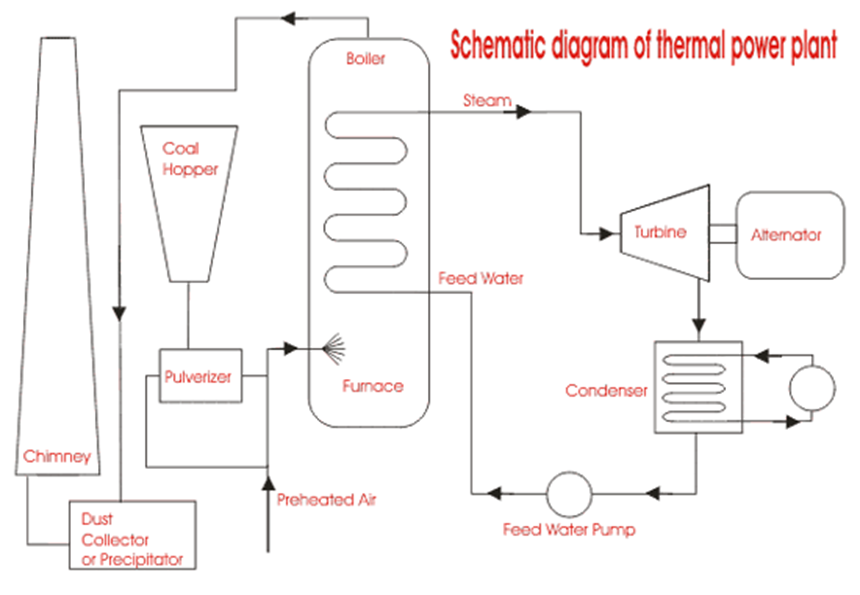 Schematic diagram of thermal power plant
Boiler
Steam
Coal
Hopper
Turbine
Alternator
Feed Water
Pulverizer
Furnace
Condenser
Chimney
Preheated Air
Dust
Collector
or Precipitator
Feed Water Pump